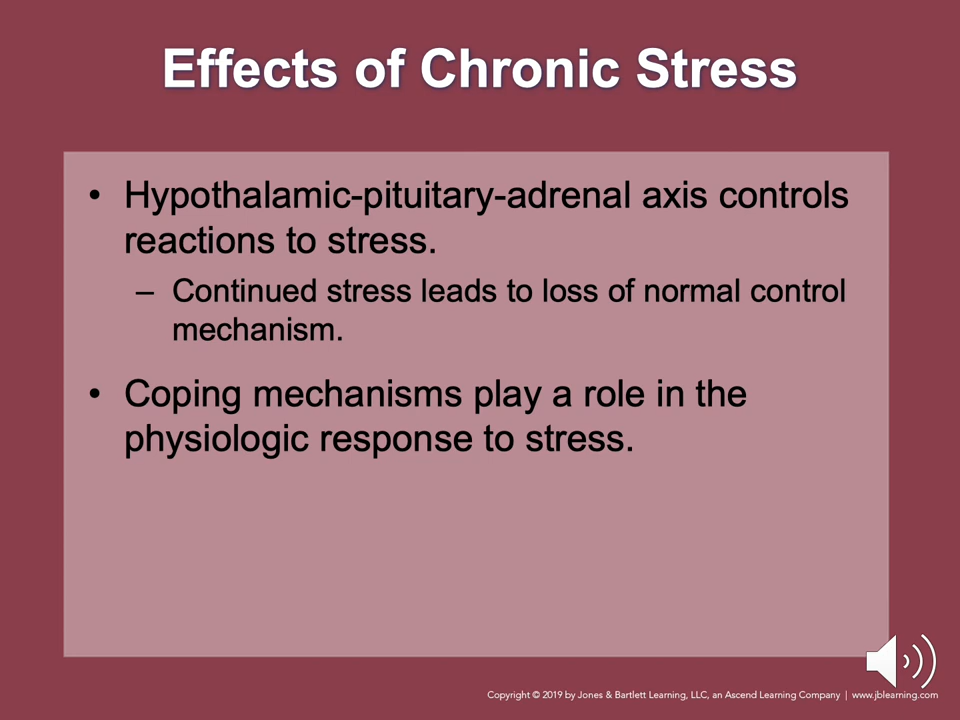 Effects of Chronic Stress
• Hypothalamic-pituitary-adrenal axis controls
reactions to stress.
– Continued stress leads to loss of normal control
mechanism.
• Coping mechanisms play a role in the
physiologic response to stress.
Copyright © 2019 by Jones & Bartlett Learning, LLC, an Ascend Learning Company | www.jblearning.com